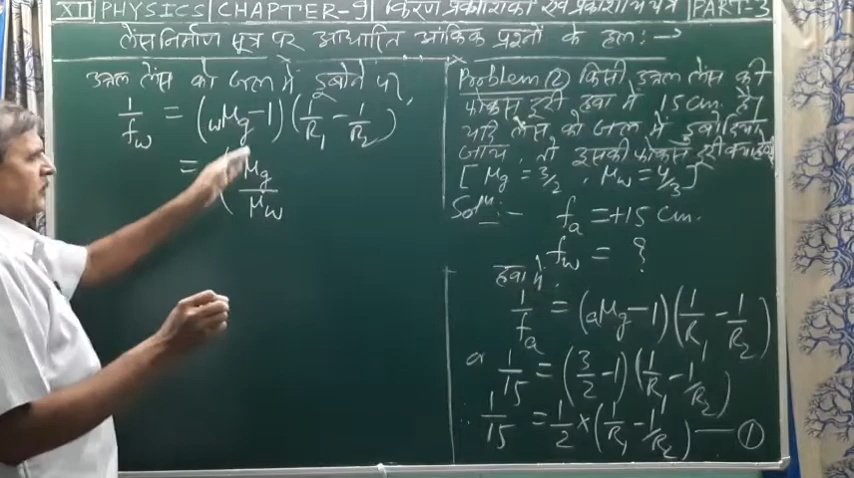 XII PHYSICS CHAPTER-9 किरण प्रकाशिकी एवं प्रकाशीय यंत्र PART-3
लेंस निर्माण सूत्र पर आधारित आंकिक प्रश्नों के हल :- →
उत्तल लेंस को जल में डुबोने पर,
1/f_w = (wμg - 1)(1/R₁ - 1/R₂)
= (μg/μw
Problem ② किसी उत्तल लेंस की
फोकस दूरी हवा में 15 cm. है।
यदि लेंस को जल में डुबो दिया
जाय, तो इसकी फोकस दूरी क्या होगी
[μg = 3/2, μw = 4/3]
Solⁿ :- fa = +15 cm.
fw = ?
हवा में,
1/fa = (aμg - 1)(1/R₁ - 1/R₂)
or 1/15 = (3/2 - 1)(1/R₁ - 1/R₂)
∴ 1/15 = 1/2 × (1/R₁ - 1/R₂) — ①